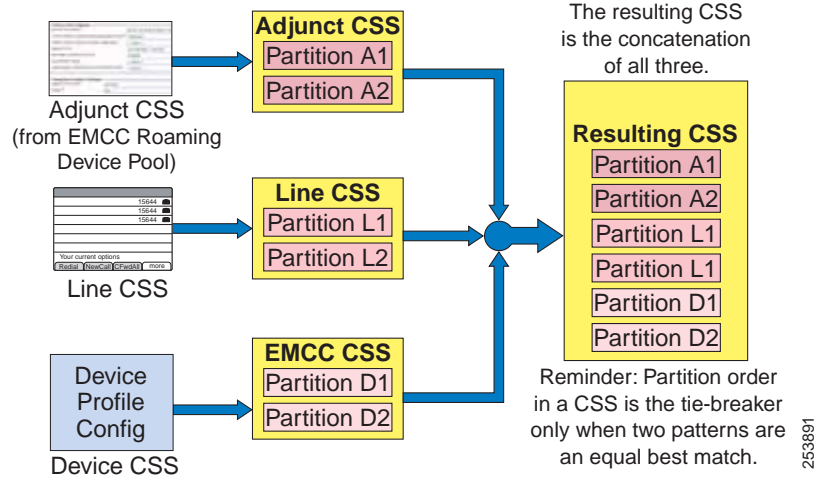 Adjunct CSS
(from EMCC Roaming
Device Pool)
Adjunct CSS
Partition A1
Partition A2
15644
15644
15644
Your current options
Redial NewCall CFwdAll more
Line CSS
Line CSS
Partition L1
Partition L2
Device
Profile
Config
Device CSS
EMCC CSS
Partition D1
Partition D2
The resulting CSS
is the concatenation
of all three.
Resulting CSS
Partition A1
Partition A2
Partition L1
Partition L1
Partition D1
Partition D2
Reminder: Partition order
in a CSS is the tie-breaker
only when two patterns are
an equal best match.
253891